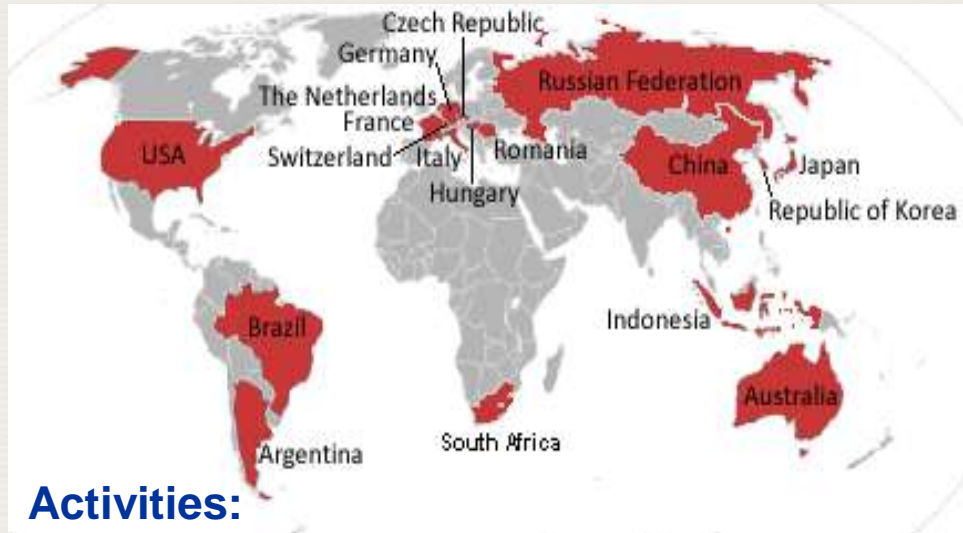 Czech Republic
Germany
Russian Federation
The Netherlands
France
USA
Switzerland
Italy
Romania
China
Japan
Hungary
Republic of Korea
Indonesia
Brazil
Australia
South Africa
Argentina
Activities: